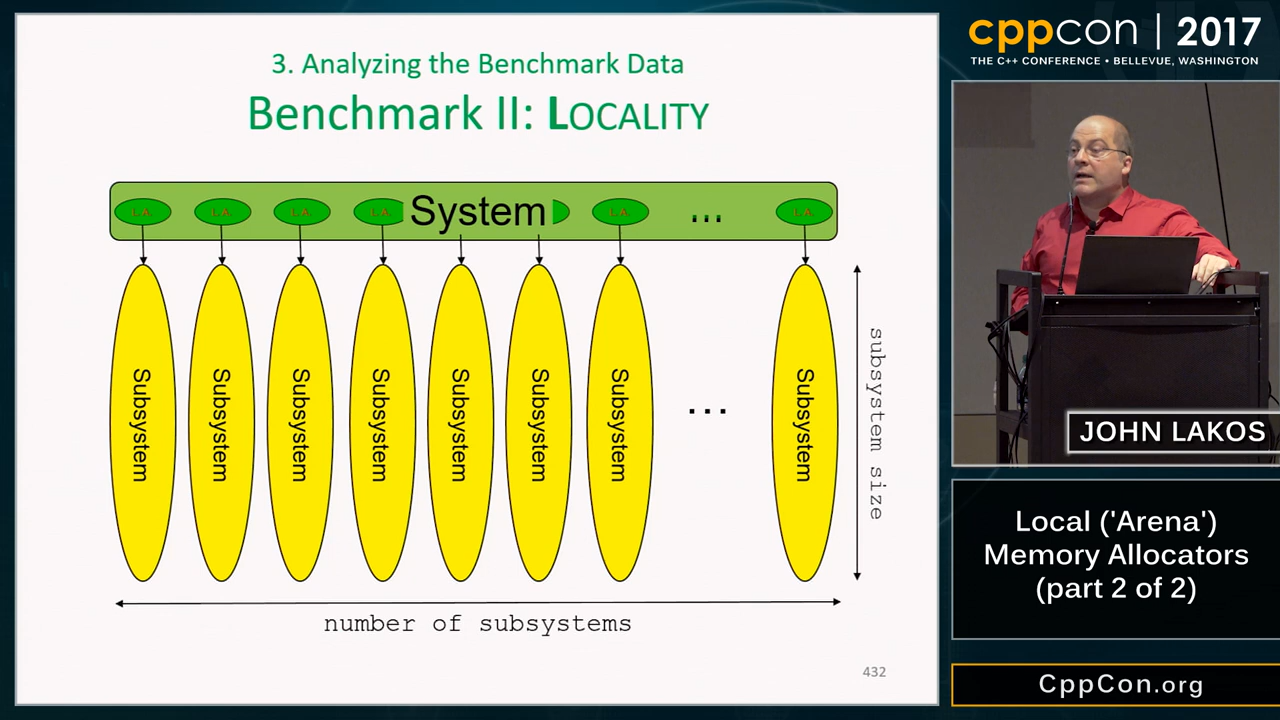 3. Analyzing the Benchmark Data
Benchmark II: LOCALITY
L.A. L.A. L.A. L.A. System L.A. ... L.A.
Subsystem Subsystem Subsystem Subsystem Subsystem Subsystem Subsystem ... Subsystem
subsystem size
number of subsystems
432
cppcon | 2017
THE C++ CONFERENCE • BELLEVUE, WASHINGTON
JOHN LAKOS
Local ('Arena')
Memory Allocators
(part 2 of 2)
CppCon.org